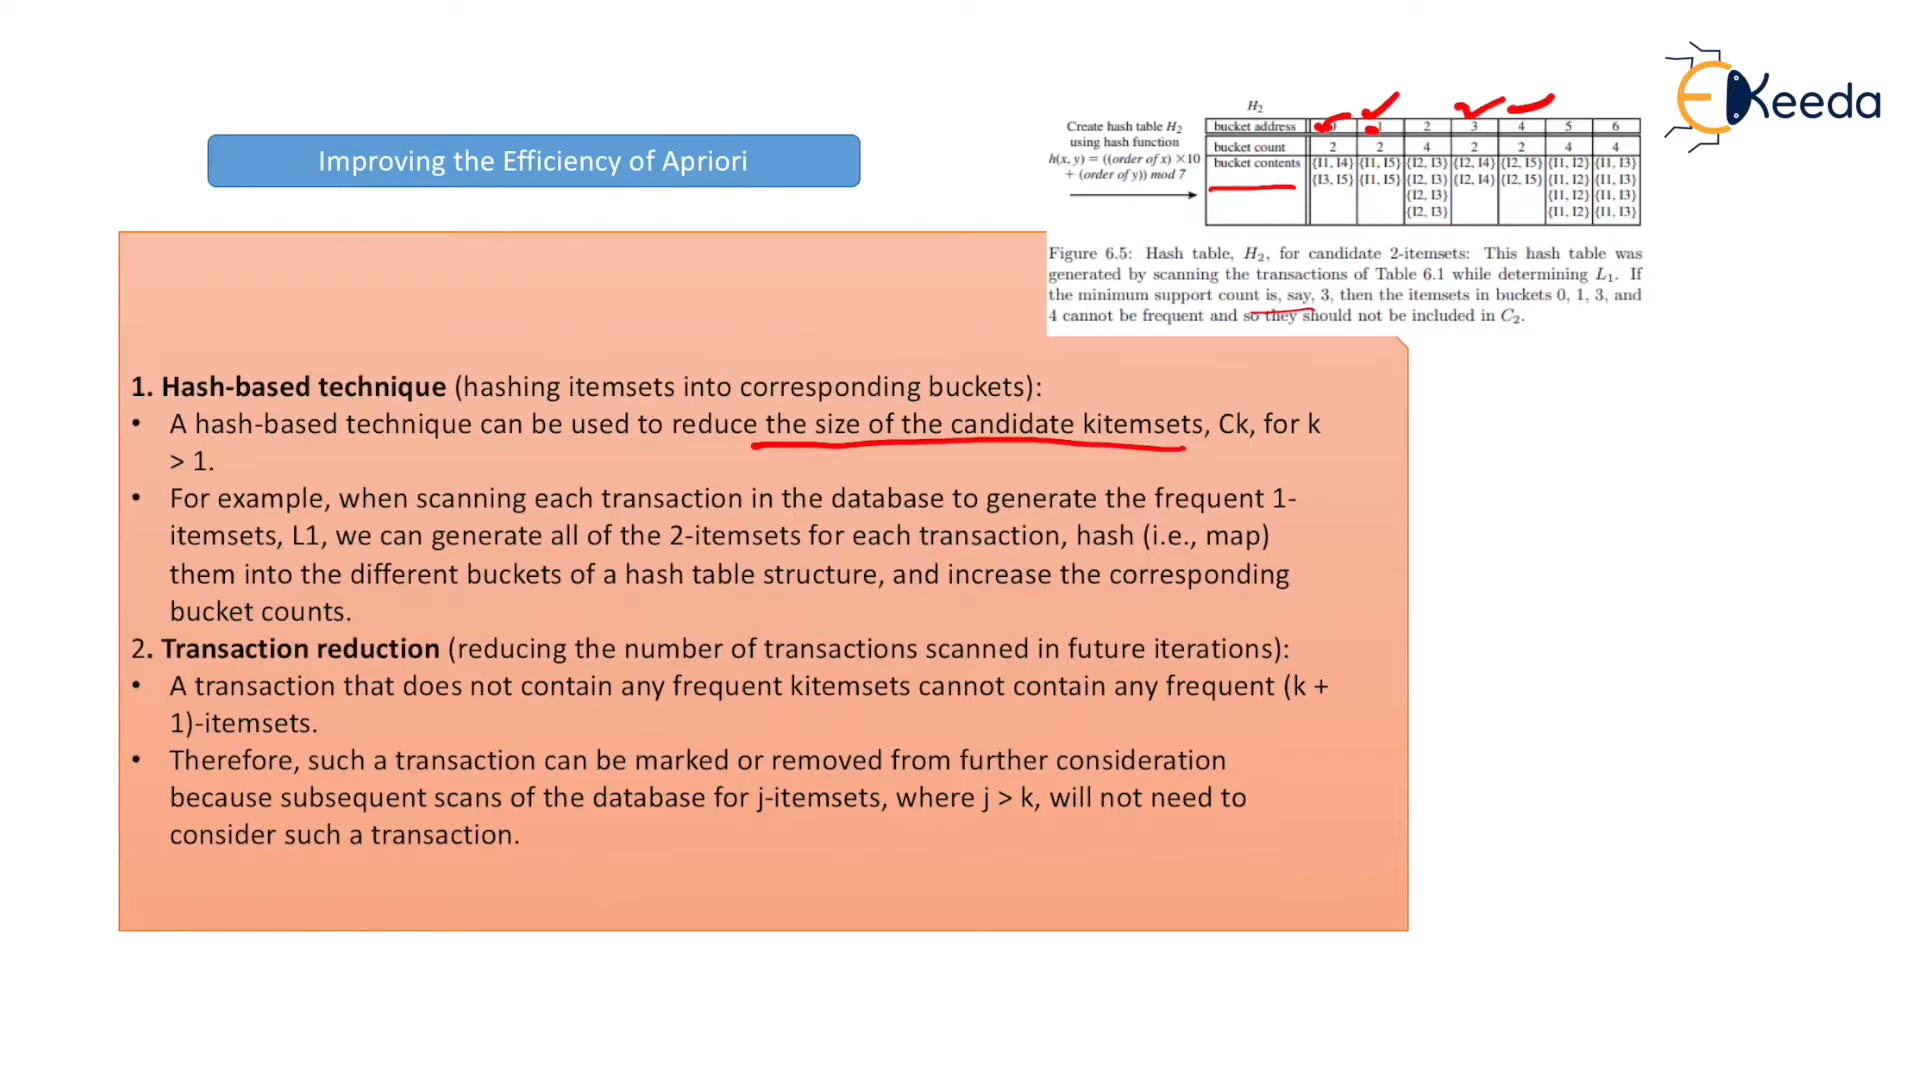 EKeeda
Improving the Efficiency of Apriori
Create hash table H2
using hash function
h(x, y) = ((order of x) ×10
+ (order of y)) mod 7
H2
bucket address 1 2 3 4 5 6
bucket count 2 2 4 2 2 4 4
bucket contents {I1, I4} {I1, I5} {I2, I3} {I2, I4} {I2, I5} {I1, I2} {I1, I3}
{I3, I5} {I1, I5} {I2, I3} {I2, I4} {I2, I5} {I1, I2} {I1, I3}
{I2, I3} {I1, I2} {I1, I3}
{I2, I3} {I1, I2} {I1, I3}
Figure 6.5: Hash table, H2, for candidate 2-itemsets: This hash table was
generated by scanning the transactions of Table 6.1 while determining L1. If
the minimum support count is, say, 3, then the itemsets in buckets 0, 1, 3, and
4 cannot be frequent and so they should not be included in C2.
1. Hash-based technique (hashing itemsets into corresponding buckets):
• A hash-based technique can be used to reduce the size of the candidate kitemsets, Ck, for k
> 1.
• For example, when scanning each transaction in the database to generate the frequent 1-
itemsets, L1, we can generate all of the 2-itemsets for each transaction, hash (i.e., map)
them into the different buckets of a hash table structure, and increase the corresponding
bucket counts.
2. Transaction reduction (reducing the number of transactions scanned in future iterations):
• A transaction that does not contain any frequent kitemsets cannot contain any frequent (k +
1)-itemsets.
• Therefore, such a transaction can be marked or removed from further consideration
because subsequent scans of the database for j-itemsets, where j > k, will not need to
consider such a transaction.